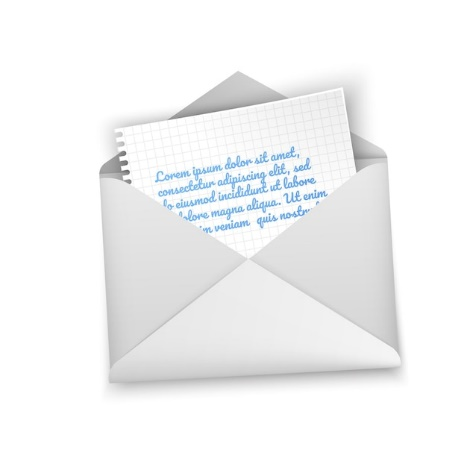 Lorem ipsum dolor sit amet,
consectetur adipiscing elit, sed
do eiusmod incididunt ut labore
dolore magna aliqua. Ut enim
veniam quis